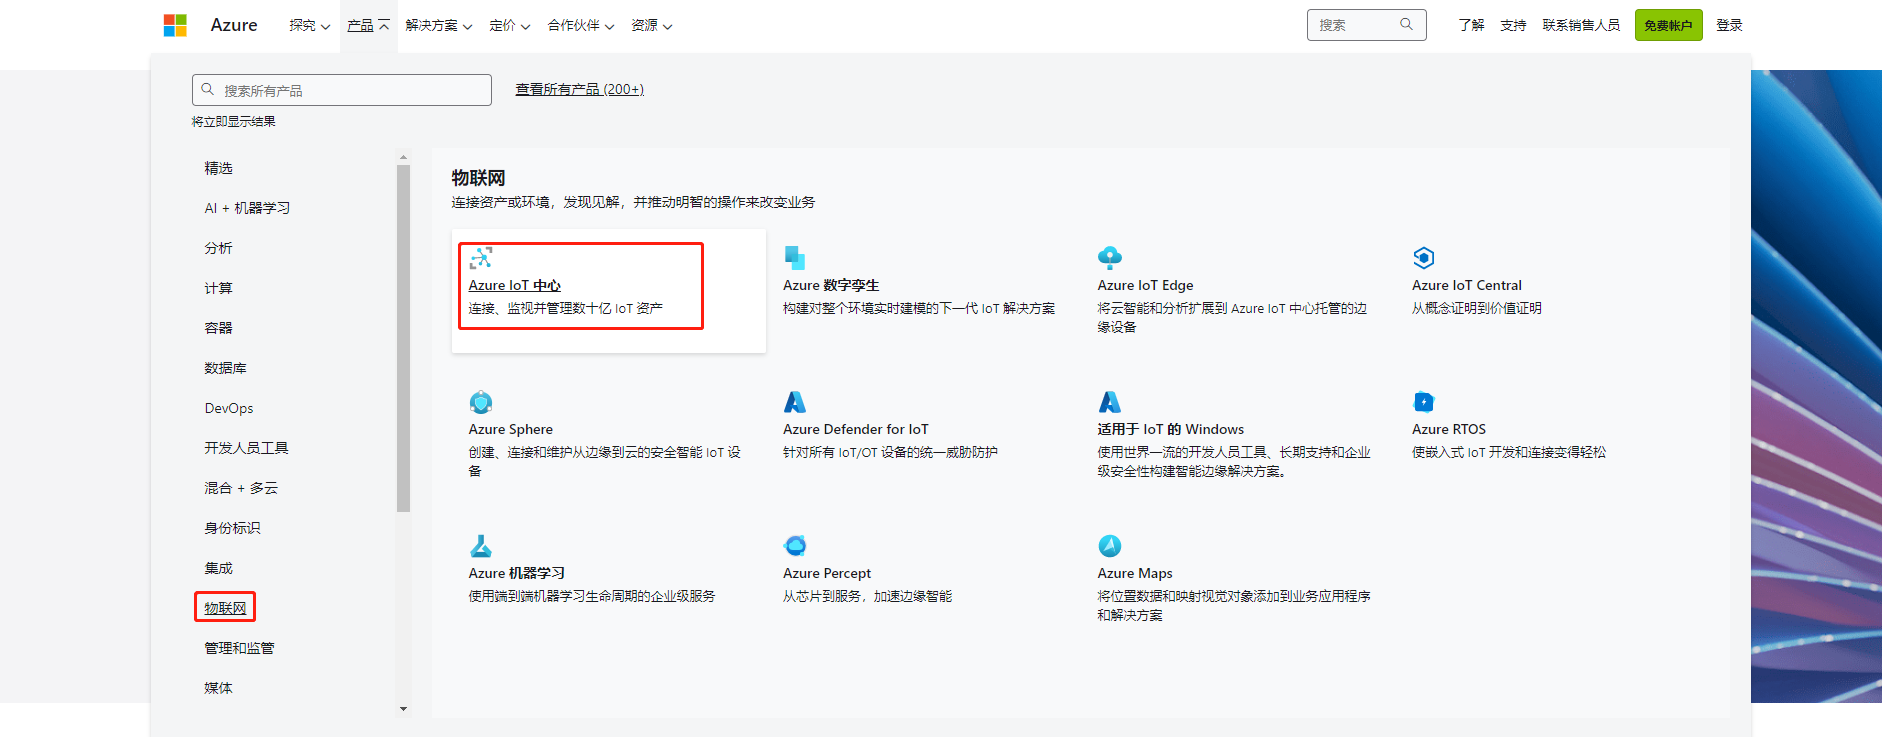 Azure 探究 产品 解决方案 定价 合作伙伴 资源 搜索 了解 支持 联系销售人员 免费帐户 登录
搜索所有产品 查看所有产品 (200+)
将立即显示结果
精选
AI + 机器学习
分析
计算
容器
数据库
DevOps
开发人员工具
混合 + 多云
身份标识
集成
物联网
管理和监管
媒体
物联网
连接资产或环境，发现见解，并推动明智的操作来改变业务
Azure IoT 中心
连接、监视并管理数十亿 IoT 资产
Azure 数字孪生
构建对整个环境实时建模的下一代 IoT 解决方案
Azure IoT Edge
将云智能和分析扩展到 Azure IoT 中心托管的边
缘设备
Azure IoT Central
从概念证明到价值证明
Azure Sphere
创建、连接和维护从边缘到云的安全智能 IoT 设
备
Azure Defender for IoT
针对所有 IoT/OT 设备的统一威胁防护
适用于 IoT 的 Windows
使用世界一流的开发人员工具、长期支持和企业
级安全性构建智能边缘解决方案。
Azure RTOS
使嵌入式 IoT 开发和连接变得轻松
Azure 机器学习
使用端到端机器学习生命周期的企业级服务
Azure Percept
从芯片到服务，加速边缘智能
Azure Maps
将位置数据和映射视觉对象添加到业务应用程序
和解决方案